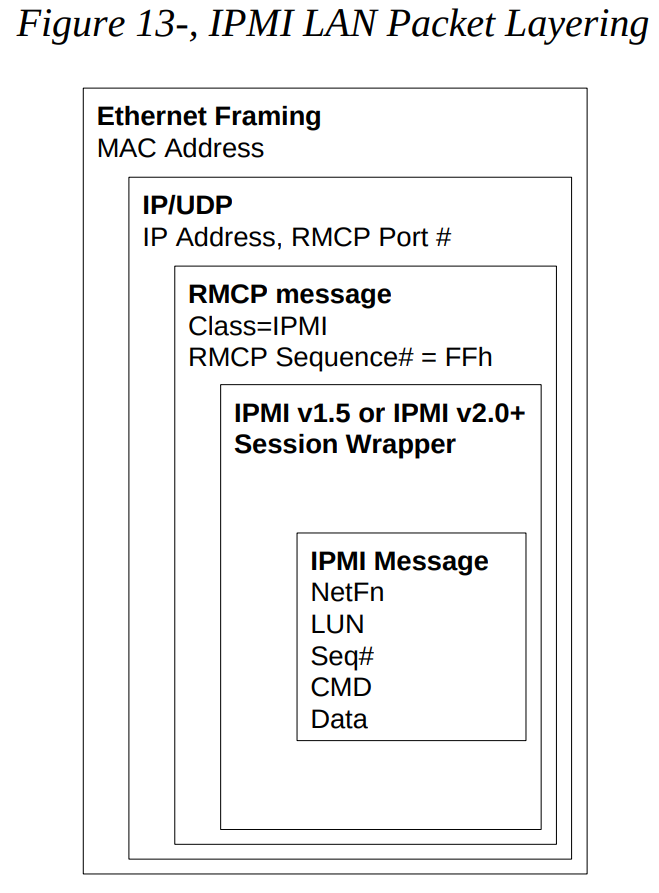 Figure 13-, IPMI LAN Packet Layering
Ethernet Framing
MAC Address
IP/UDP
IP Address, RMCP Port #
RMCP message
Class=IPMI
RMCP Sequence# = FFh
IPMI v1.5 or IPMI v2.0+
Session Wrapper
IPMI Message
NetFn
LUN
Seq#
CMD
Data